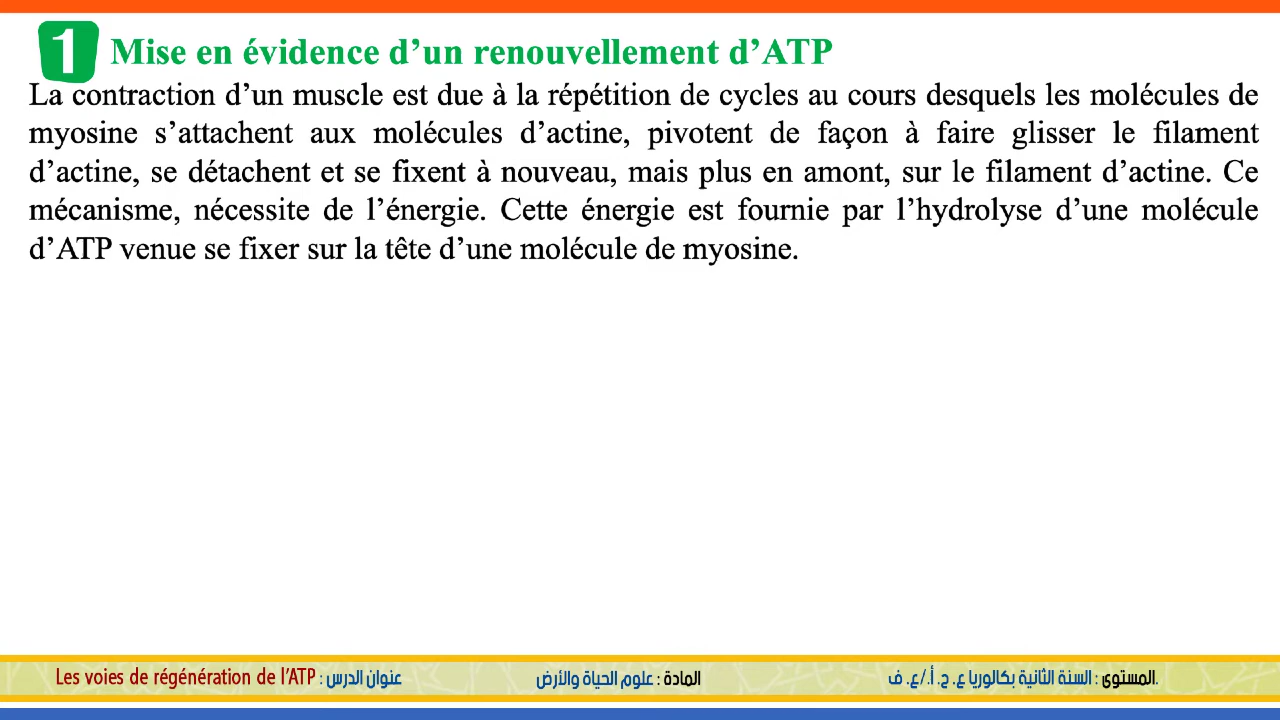 1 Mise en évidence d’un renouvellement d’ATP
La contraction d’un muscle est due à la répétition de cycles au cours desquels les molécules de
myosine s’attachent aux molécules d’actine, pivotent de façon à faire glisser le filament
d’actine, se détachent et se fixent à nouveau, mais plus en amont, sur le filament d’actine. Ce
mécanisme, nécessite de l’énergie. Cette énergie est fournie par l’hydrolyse d’une molécule
d’ATP venue se fixer sur la tête d’une molécule de myosine.
المستوى : السنة الثانية بكالوريا ع. ح. أ./ع. ف.
المادة : علوم الحياة والأرض
عنوان الدرس : Les voies de régénération de l’ATP